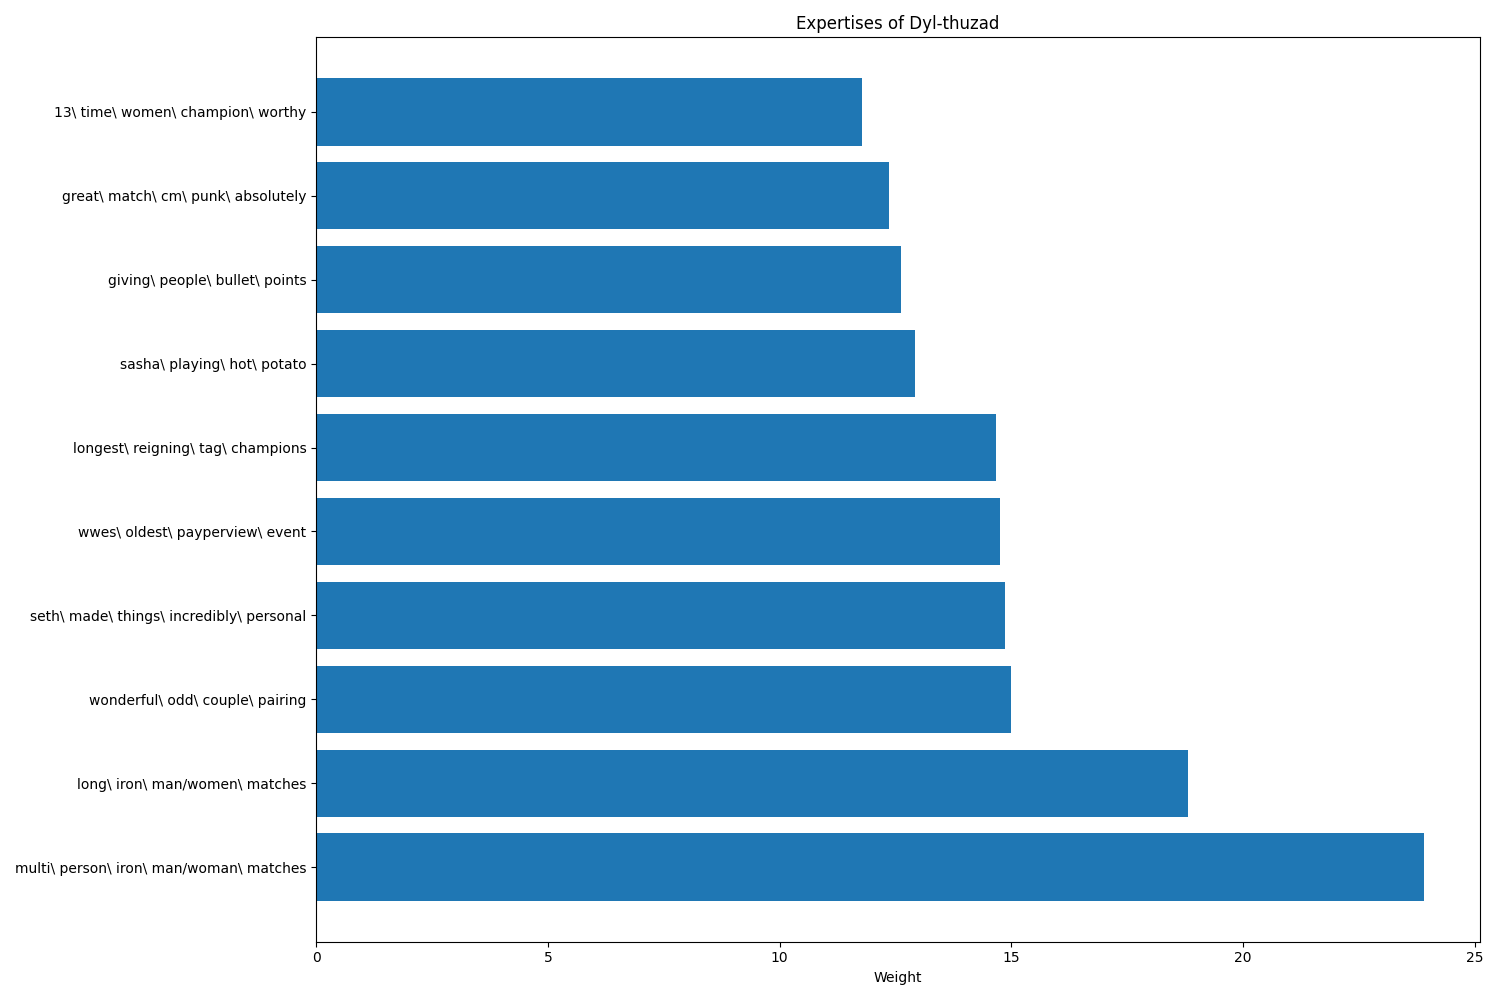 Expertises of Dyl-thuzad
13\ time\ women\ champion\ worthy
great\ match\ cm\ punk\ absolutely
giving\ people\ bullet\ points
sasha\ playing\ hot\ potato
longest\ reigning\ tag\ champions
wwes\ oldest\ payperview\ event
seth\ made\ things\ incredibly\ personal
wonderful\ odd\ couple\ pairing
long\ iron\ man/women\ matches
multi\ person\ iron\ man/woman\ matches
0 5 10 15 20 25
Weight